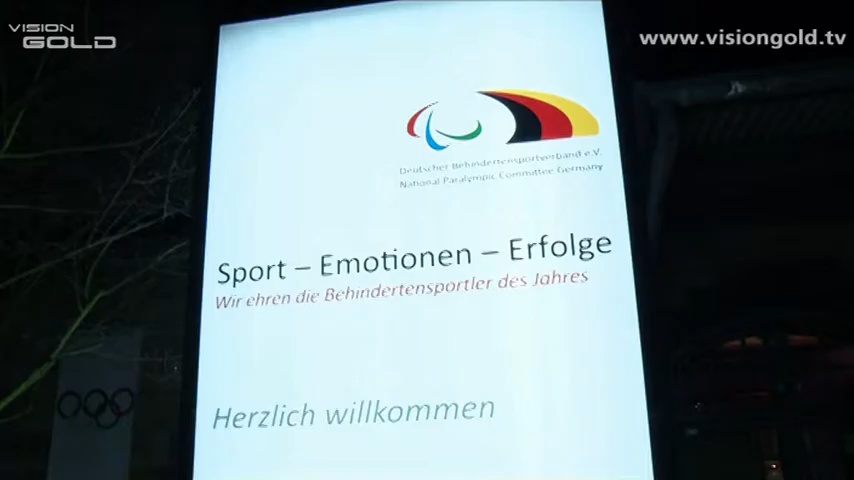 VISION
GOLD
www.visiongold.tv
Deutscher Behindertensportverband e.V.
National Paralympic Committee Germany
Sport – Emotionen – Erfolge
Wir ehren die Behindertensportler des Jahres
Herzlich willkommen